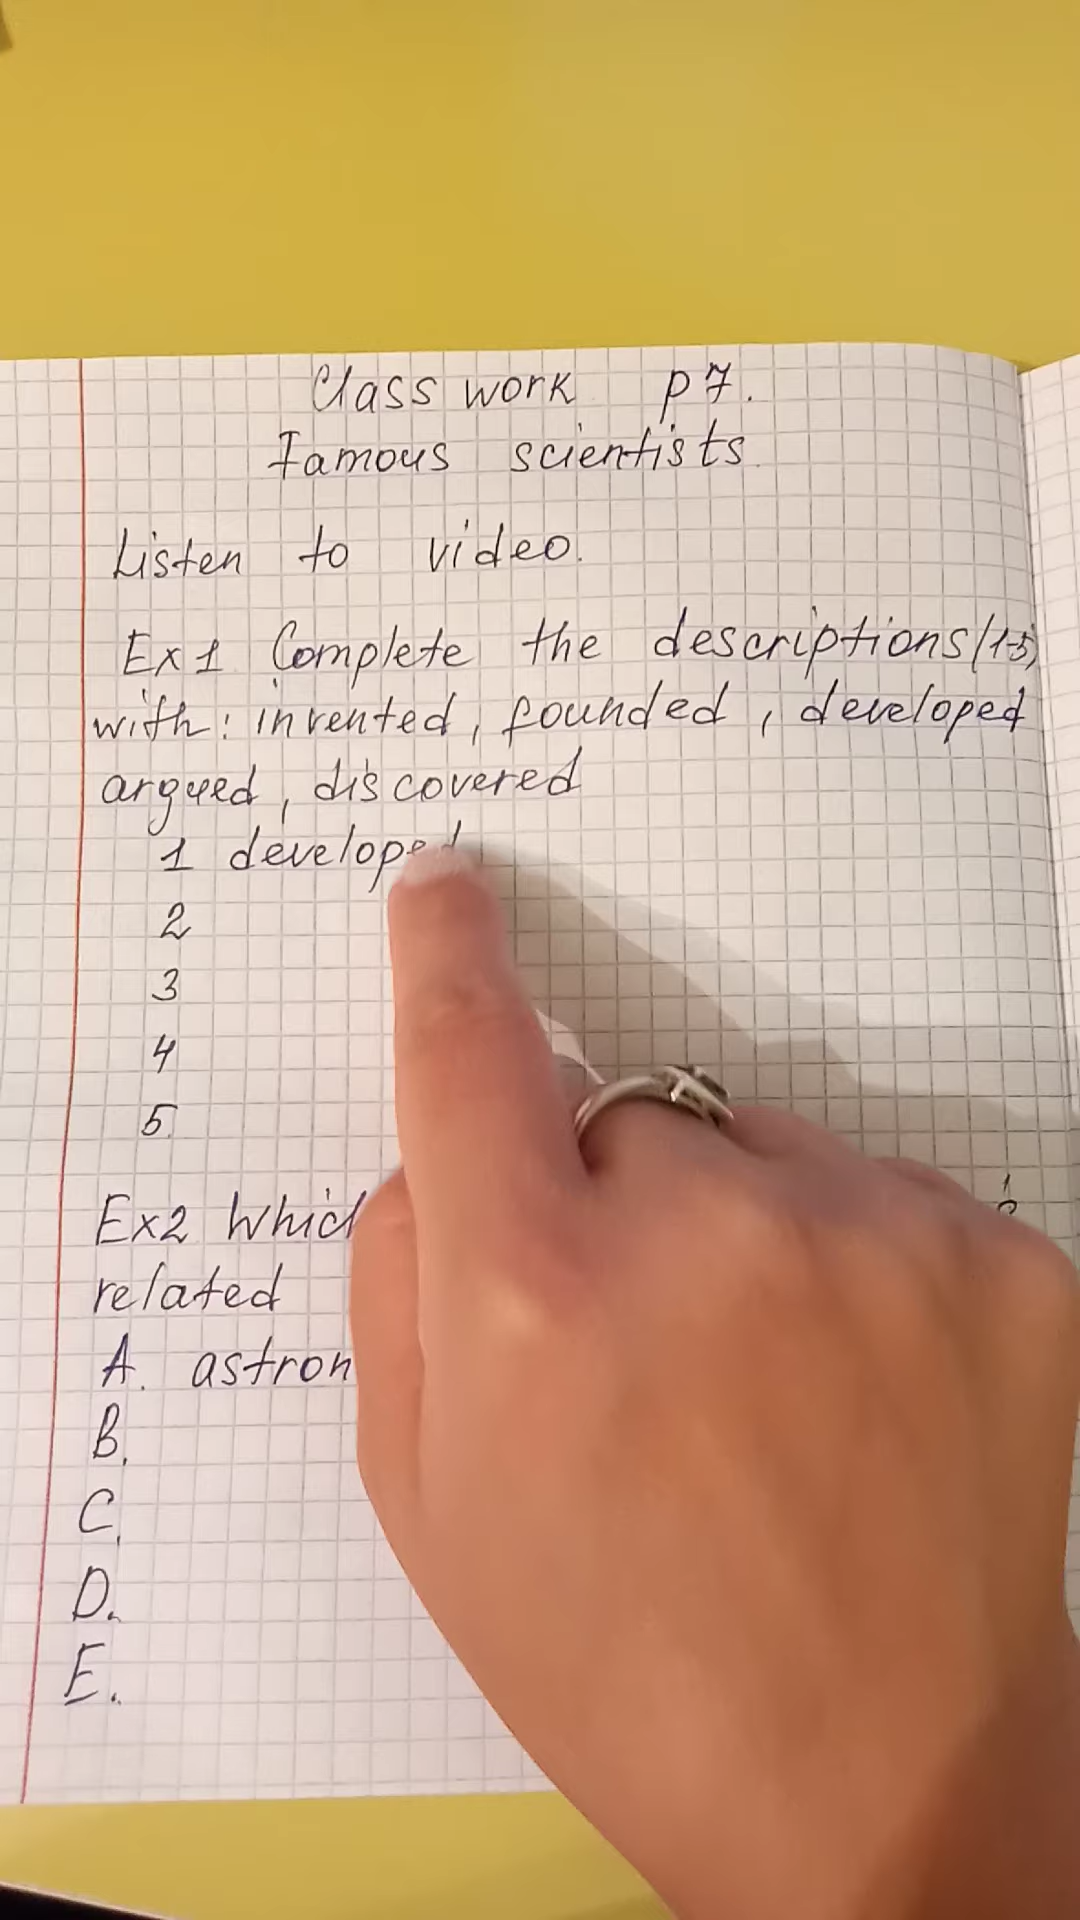 Class work p 7.
Famous scientists.
Listen to video.
Ex 1 Complete the descriptions (1-5)
with: invented, founded, developed
argued, discovered
1 developed
2
3
4
5.
Ex2 Which
related
A. astron
B.
C.
D.
E.